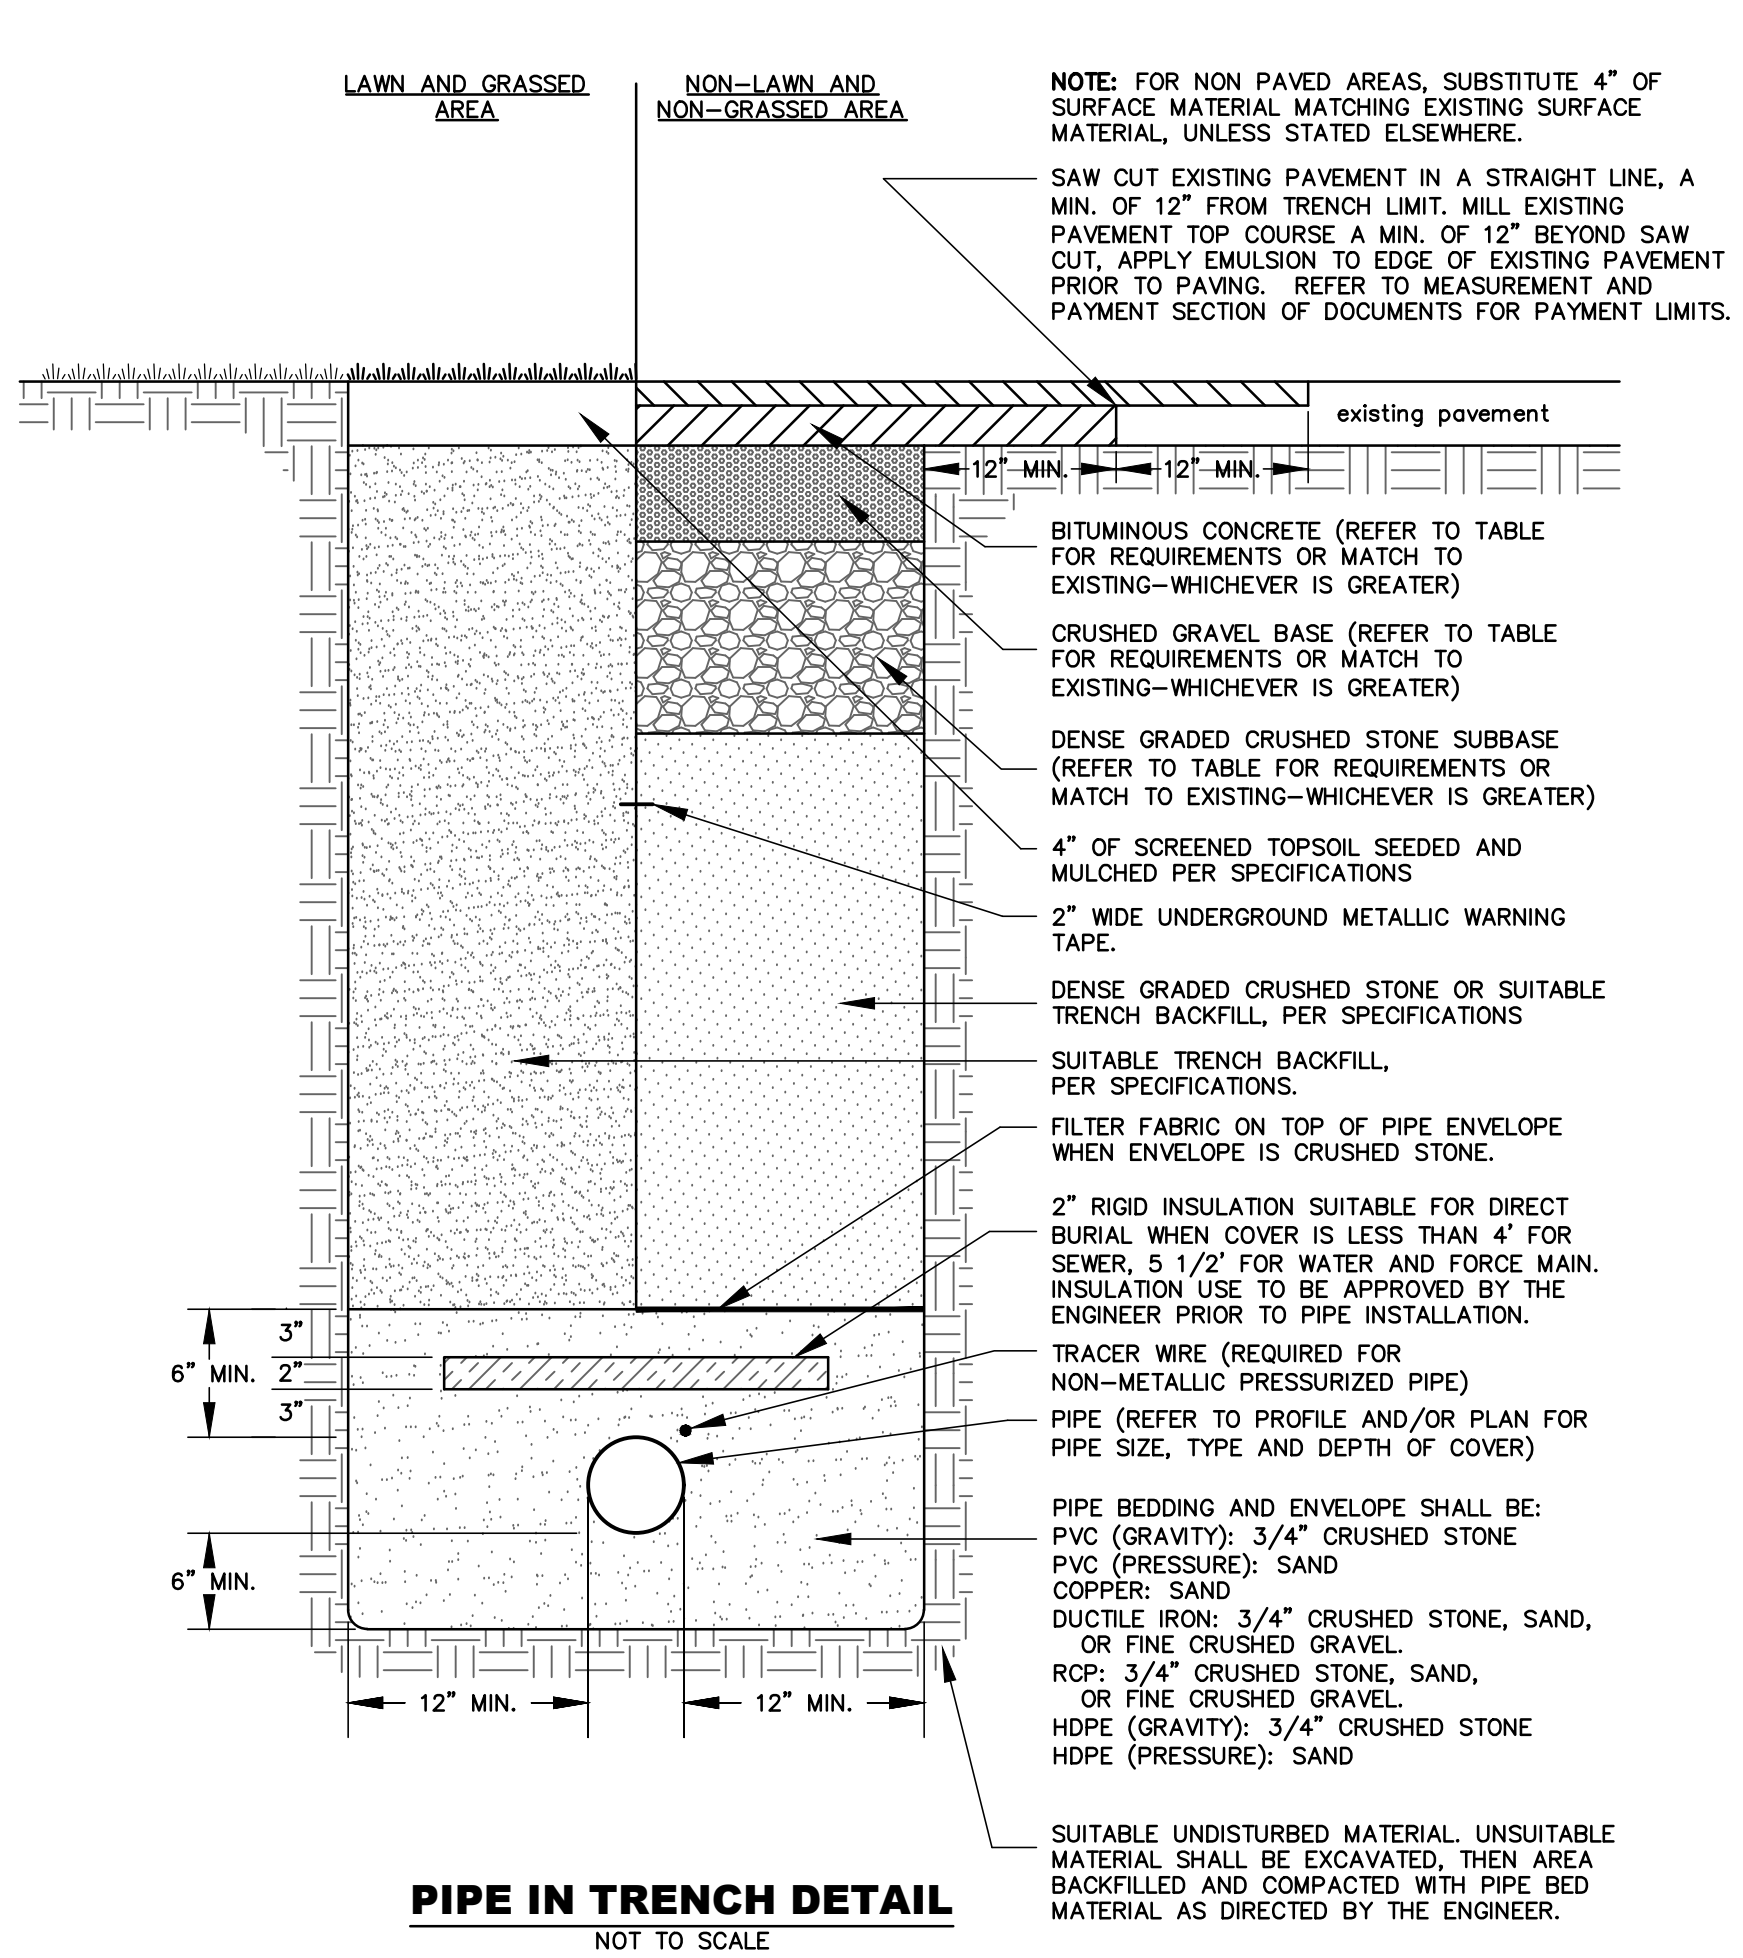 LAWN AND GRASSED
AREA
NON-LAWN AND
NON-GRASSED AREA
NOTE: FOR NON PAVED AREAS, SUBSTITUTE 4" OF
SURFACE MATERIAL MATCHING EXISTING SURFACE
MATERIAL, UNLESS STATED ELSEWHERE.
SAW CUT EXISTING PAVEMENT IN A STRAIGHT LINE, A
MIN. OF 12" FROM TRENCH LIMIT. MILL EXISTING
PAVEMENT TOP COURSE A MIN. OF 12" BEYOND SAW
CUT, APPLY EMULSION TO EDGE OF EXISTING PAVEMENT
PRIOR TO PAVING. REFER TO MEASUREMENT AND
PAYMENT SECTION OF DOCUMENTS FOR PAYMENT LIMITS.
existing pavement
12" MIN.
12" MIN.
BITUMINOUS CONCRETE (REFER TO TABLE
FOR REQUIREMENTS OR MATCH TO
EXISTING-WHICHEVER IS GREATER)
CRUSHED GRAVEL BASE (REFER TO TABLE
FOR REQUIREMENTS OR MATCH TO
EXISTING-WHICHEVER IS GREATER)
DENSE GRADED CRUSHED STONE SUBBASE
(REFER TO TABLE FOR REQUIREMENTS OR
MATCH TO EXISTING-WHICHEVER IS GREATER)
4" OF SCREENED TOPSOIL SEEDED AND
MULCHED PER SPECIFICATIONS
2" WIDE UNDERGROUND METALLIC WARNING
TAPE.
DENSE GRADED CRUSHED STONE OR SUITABLE
TRENCH BACKFILL, PER SPECIFICATIONS
SUITABLE TRENCH BACKFILL,
PER SPECIFICATIONS.
FILTER FABRIC ON TOP OF PIPE ENVELOPE
WHEN ENVELOPE IS CRUSHED STONE.
2" RIGID INSULATION SUITABLE FOR DIRECT
BURIAL WHEN COVER IS LESS THAN 4' FOR
SEWER, 5 1/2' FOR WATER AND FORCE MAIN.
INSULATION USE TO BE APPROVED BY THE
ENGINEER PRIOR TO PIPE INSTALLATION.
3"
6" MIN.
2"
3"
TRACER WIRE (REQUIRED FOR
NON-METALLIC PRESSURIZED PIPE)
PIPE (REFER TO PROFILE AND/OR PLAN FOR
PIPE SIZE, TYPE AND DEPTH OF COVER)
6" MIN.
PIPE BEDDING AND ENVELOPE SHALL BE:
PVC (GRAVITY): 3/4" CRUSHED STONE
PVC (PRESSURE): SAND
COPPER: SAND
DUCTILE IRON: 3/4" CRUSHED STONE, SAND,
OR FINE CRUSHED GRAVEL.
RCP: 3/4" CRUSHED STONE, SAND,
OR FINE CRUSHED GRAVEL.
HDPE (GRAVITY): 3/4" CRUSHED STONE
HDPE (PRESSURE): SAND
12" MIN.
12" MIN.
SUITABLE UNDISTURBED MATERIAL. UNSUITABLE
MATERIAL SHALL BE EXCAVATED, THEN AREA
BACKFILLED AND COMPACTED WITH PIPE BED
MATERIAL AS DIRECTED BY THE ENGINEER.
PIPE IN TRENCH DETAIL
NOT TO SCALE